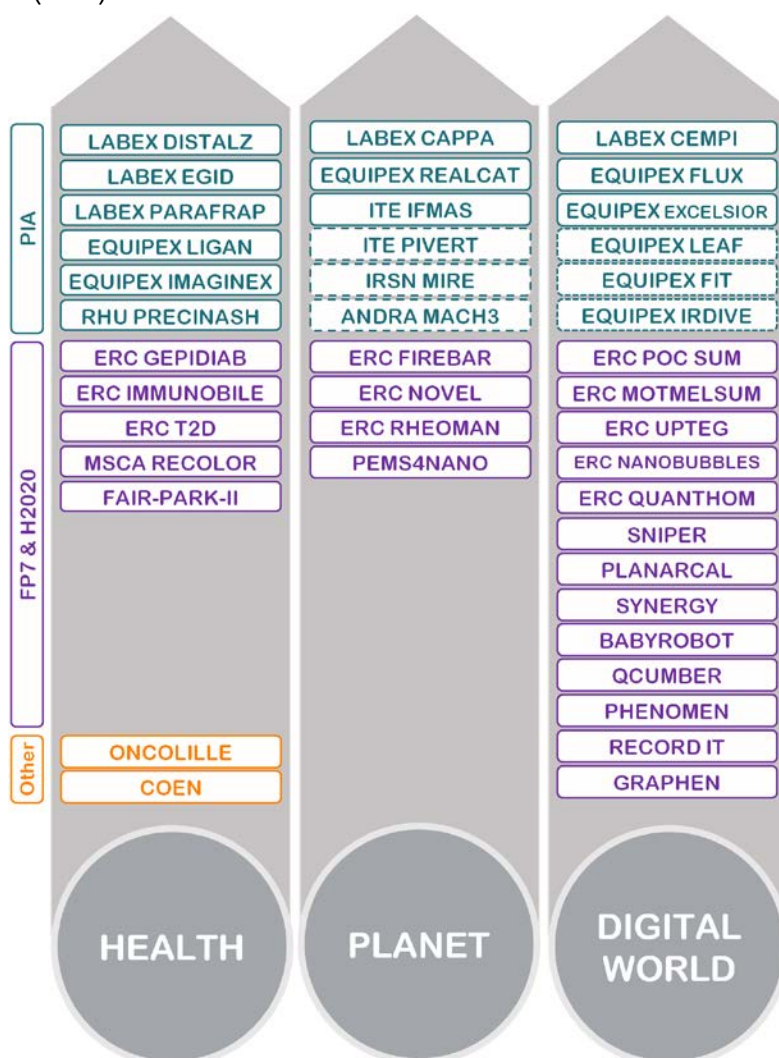 PIA
LABEX DISTALZ
LABEX EGID
LABEX PARAFRAP
EQUIPEX LIGAN
EQUIPEX IMAGINEX
RHU PRECINASH
LABEX CAPPA
EQUIPEX REALCAT
ITE IFMAS
ITE PIVERT
IRSN MIRE
ANDRA MACH3
LABEX CEMPI
EQUIPEX FLUX
EQUIPEX EXCELSIOR
EQUIPEX LEAF
EQUIPEX FIT
EQUIPEX IRDIVE
FP7 & H2020
ERC GEPIDIAB
ERC IMMUNOBILE
ERC T2D
MSCA RECOLOR
FAIR-PARK-II
ERC FIREBAR
ERC NOVEL
ERC RHEOMAN
PEMS4NANO
ERC POC SUM
ERC MOTMELSUM
ERC UPTEG
ERC NANOBUBBLES
ERC QUANTHOM
SNIPER
PLANARCAL
SYNERGY
BABYROBOT
QCUMBER
PHENOMEN
RECORD IT
GRAPHEN
Other
ONCOLILLE
COEN
HEALTH
PLANET
DIGITAL
WORLD